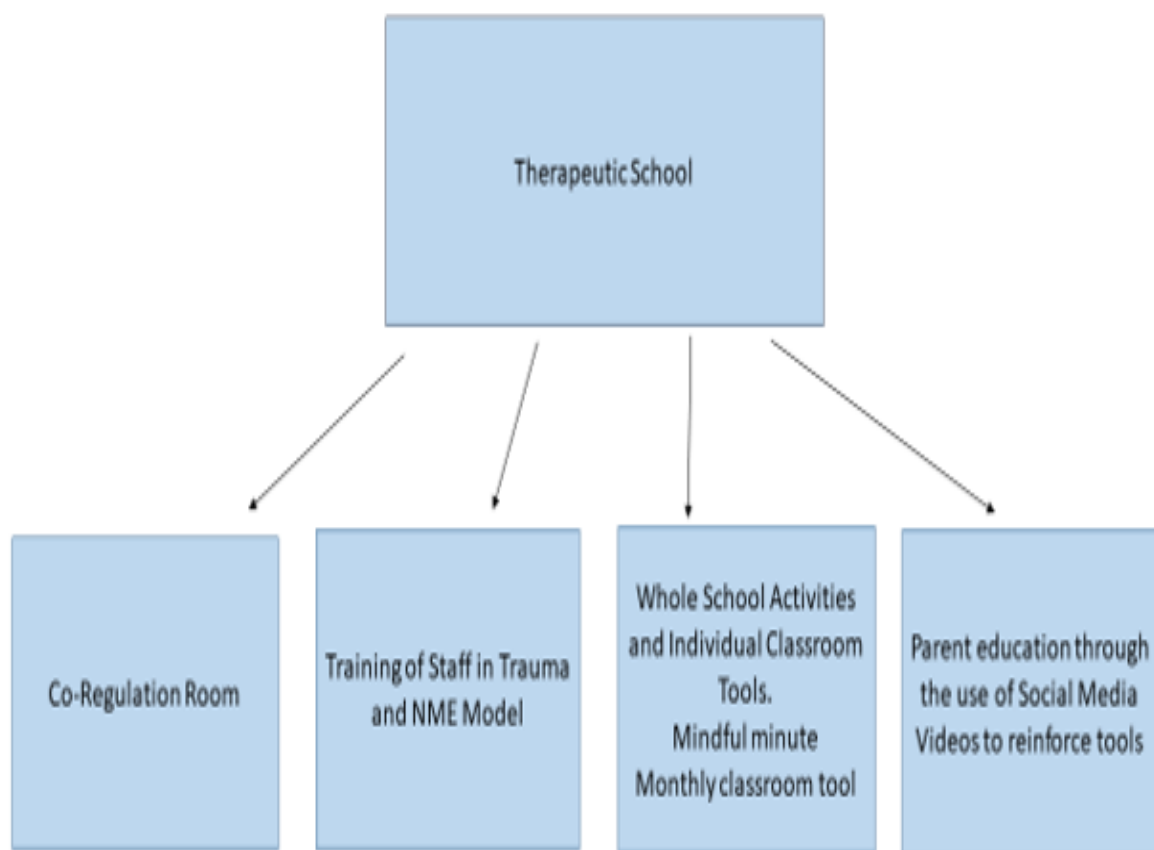 Therapeutic School
Co-Regulation Room
Training of Staff in Trauma
and NME Model
Whole School Activities
and Individual Classroom
Tools.
Mindful minute
Monthly classroom tool
Parent education through
the use of Social Media
Videos to reinforce tools